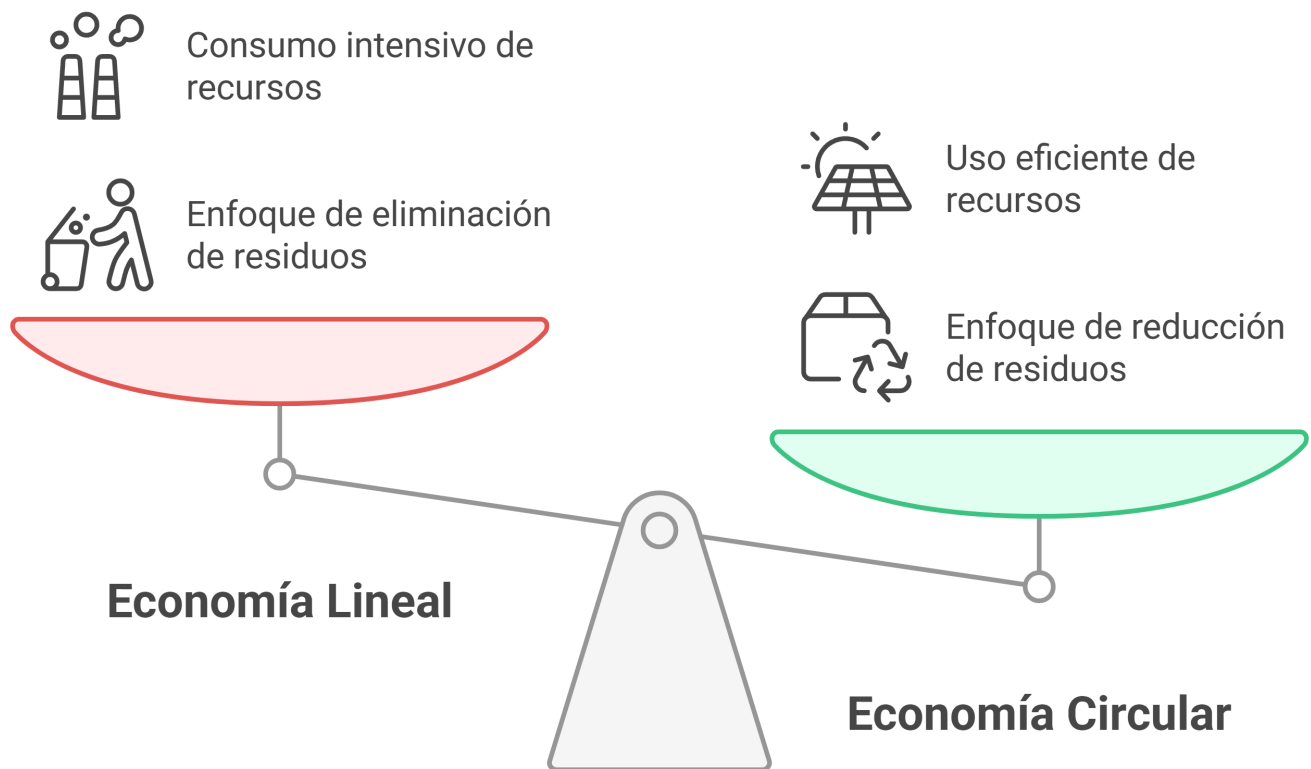 Consumo intensivo de
recursos
Enfoque de eliminación
de residuos
Uso eficiente de
recursos
Enfoque de reducción
de residuos
Economía Lineal
Economía Circular